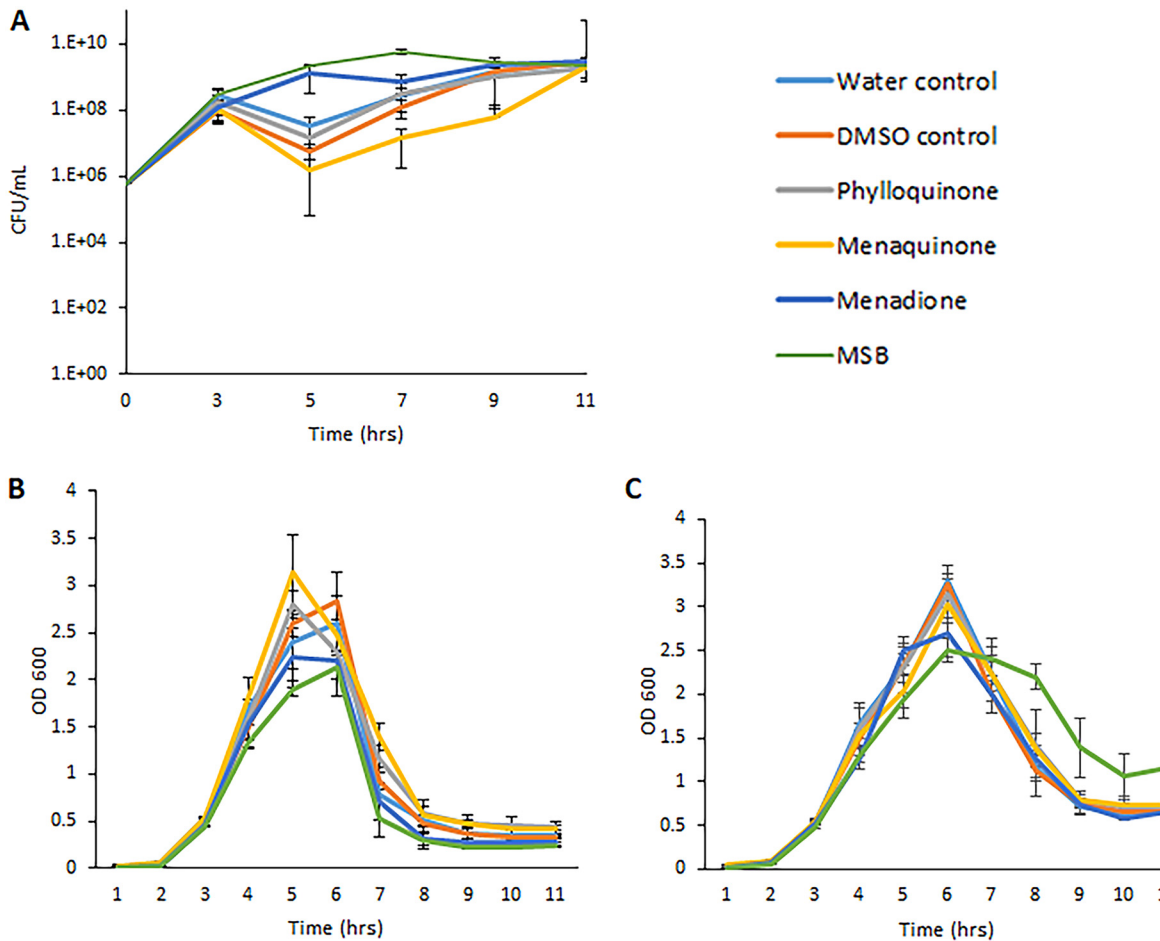 A
1.E+10
1.E+08
1.E+06
1.E+04
1.E+02
1.E+00
CFU/mL
0 3 5 7 9 11
Time (hrs)
Water control
DMSO control
Phylloquinone
Menaquinone
Menadione
MSB
B
4
3.5
3
2.5
2
1.5
1
0.5
0
OD 600
1 2 3 4 5 6 7 8 9 10 11
Time (hrs)
C
4
3.5
3
2.5
2
1.5
1
0.5
0
OD 600
1 2 3 4 5 6 7 8 9 10
Time (hrs)